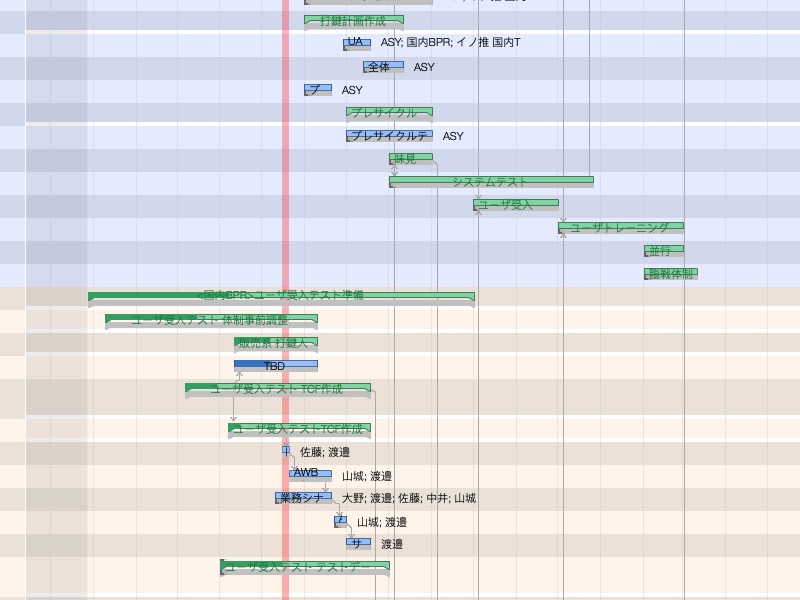 打鍵計画作成
UA ASY; 国内BPR; イノ推 国内T
全体 ASY
プ ASY
プレサイクル
プレサイクルテ ASY
味見
システムテスト
ユーザ受入
ユーザトレーニング
並行
臨戦体制
<国内BPR>ユーザ受入テスト準備
ユーザ受入テスト 体制事前調整
販売系 打鍵人
TBD
ユーザ受入テスト TCF作成
ユーザ受入テストTCF作成
佐藤; 渡邉
AWB 山城; 渡邉
業務シナ 大野; 渡邉; 佐藤; 中井; 山城
山城; 渡邉
サ 渡邉
ユーザ受入テスト テストデー